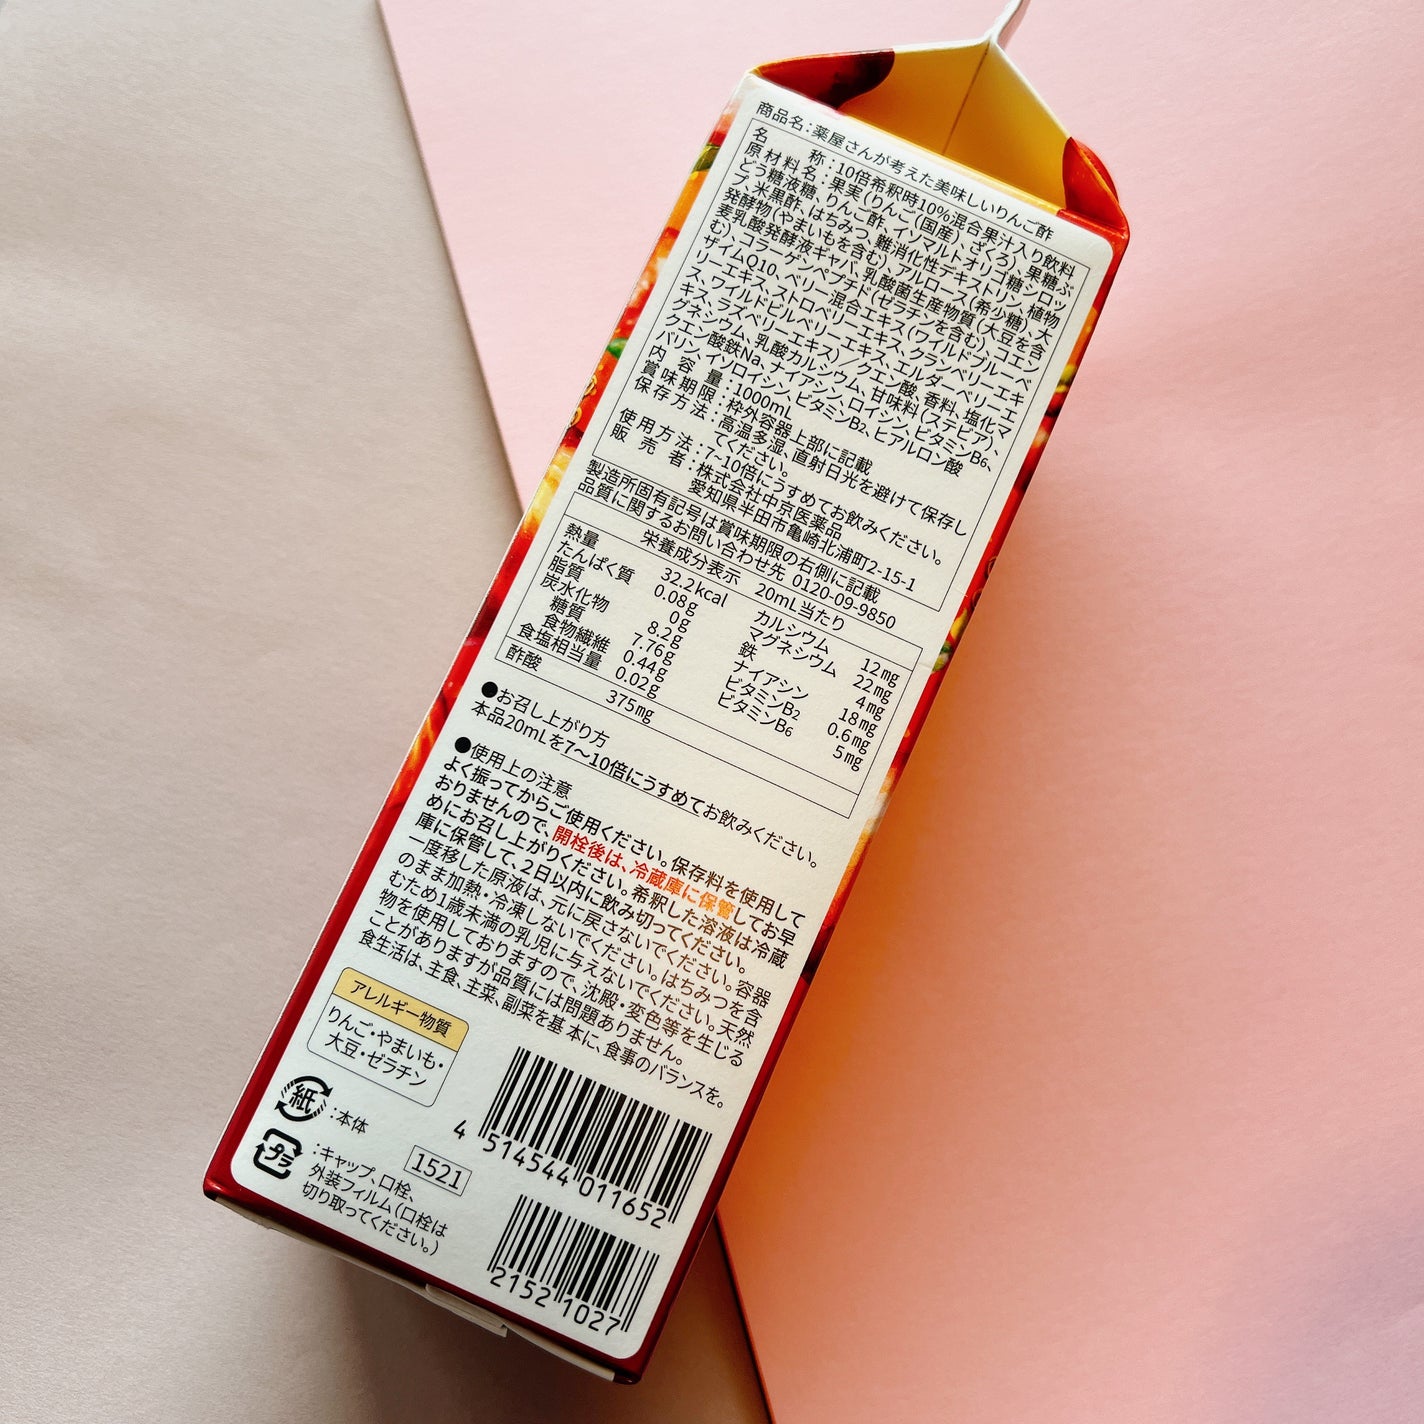 商品名：薬屋さんが考えた美味しいりんご酢
名称：10倍希釈時10%混合果汁入り飲料
原材料名：果実（りんご（国産）、ざくろ）、果糖ぶ
どう糖液糖、りんご酢、イソマルトオリゴ糖シロッ
プ、米黒酢、はちみつ、難消化性デキストリン、植物
発酵物（やまいもを含む）、アルロース（希少糖）、大
麦乳酸発酵液ギャバ、乳酸菌生産物質（大豆を含
む）、コラーゲンペプチド（ゼラチンを含む）、コエン
ザイムQ10、ベリー混合エキス（ワイルドブルーベ
リーエキス、ストロベリーエキス、クランベリーエキ
ス、ワイルドビルベリーエキス、エルダーベリーエ
キス、ラズベリーエキス）／クエン酸、香料、塩化マ
グネシウム、乳酸カルシウム、甘味料（ステビア）、
クエン酸鉄Na、ナイアシン、ロイシン、ビタミンB6、
バリン、イソロイシン、ビタミンB2、ヒアルロン酸
内容量：1000mL
賞味期限：枠外容器上部に記載
保存方法：高温多湿、直射日光を避けて保存し
てください。
使用方法：7~10倍にうすめてお飲みください。
販売者：株式会社中京医薬品
愛知県半田市亀崎北浦町2-15-1
製造所固有記号は賞味期限の右側に記載
品質に関するお問い合わせ先 0120-09-9850
栄養成分表示 20mL当たり
熱量 32.2kcal
たんぱく質 0.08g
脂質 0g
炭水化物 8.2g
糖質 7.76g
食物繊維 0.44g
食塩相当量 0.02g
カルシウム 12mg
マグネシウム 22mg
鉄 4mg
ナイアシン 18mg
ビタミンB2 0.6mg
ビタミンB6 5mg
酢酸 375mg
●お召し上がり方
本品20mLを7〜10倍にうすめてお飲みください。
●使用上の注意
よく振ってからご使用ください。保存料を使用して
おりませんので、開栓後は、冷蔵庫に保管してお早
めにお召し上がりください。希釈した溶液は冷蔵
庫に保管して、2日以内に飲み切ってください。
一度移した原液は、元に戻さないでください。容器
のまま加熱・冷凍しないでください。はちみつを含
むため1歳未満の乳児に与えないでください。天然
物を使用しておりますので、沈殿・変色等を生じる
ことがありますが品質には問題ありません。
食生活は、主食、主菜、副菜を基本に、食事のバランスを。
アレルギー物質
りんご・やまいも・
大豆・ゼラチン
紙：本体
プラ：キャップ、口栓、
外装フィルム（口栓は
切り取ってください。）
1521
4 514544 011652
2152 1027